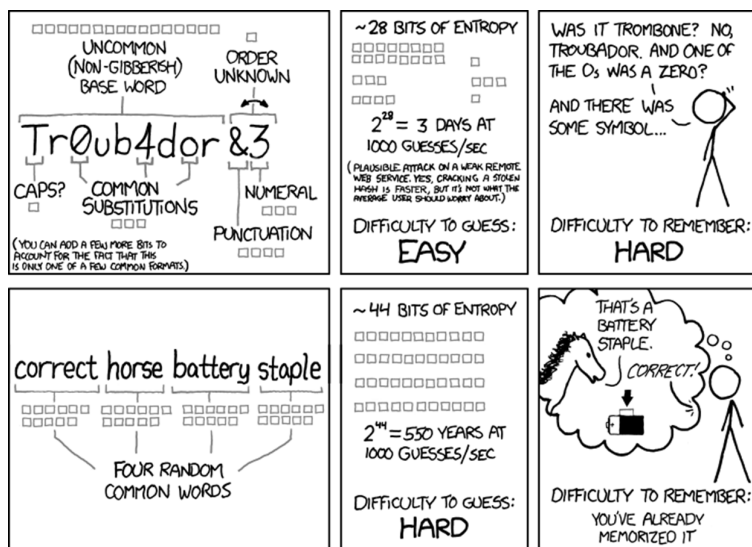 UNCOMMON
(NON-GIBBERISH)
BASE WORD
ORDER
UNKNOWN
Tr0ub4dor &3
CAPS?
COMMON
SUBSTITUTIONS
NUMERAL
PUNCTUATION
(YOU CAN ADD A FEW MORE BITS TO
ACCOUNT FOR THE FACT THAT THIS
IS ONLY ONE OF A FEW COMMON FORMATS.)
~28 BITS OF ENTROPY
2^28 = 3 DAYS AT
1000 GUESSES/SEC
(PLAUSIBLE ATTACK ON A WEAK REMOTE
WEB SERVICE. YES, CRACKING A STOLEN
HASH IS FASTER, BUT IT'S NOT WHAT THE
AVERAGE USER SHOULD WORRY ABOUT.)
DIFFICULTY TO GUESS:
EASY
WAS IT TROMBONE? NO,
TROUBADOR. AND ONE OF
THE Os WAS A ZERO?
AND THERE WAS
SOME SYMBOL...
DIFFICULTY TO REMEMBER:
HARD
correct horse battery staple
FOUR RANDOM
COMMON WORDS
~44 BITS OF ENTROPY
2^44 = 550 YEARS AT
1000 GUESSES/SEC
DIFFICULTY TO GUESS:
HARD
THAT'S A
BATTERY
STAPLE.
CORRECT!
DIFFICULTY TO REMEMBER:
YOU'VE ALREADY
MEMORIZED IT